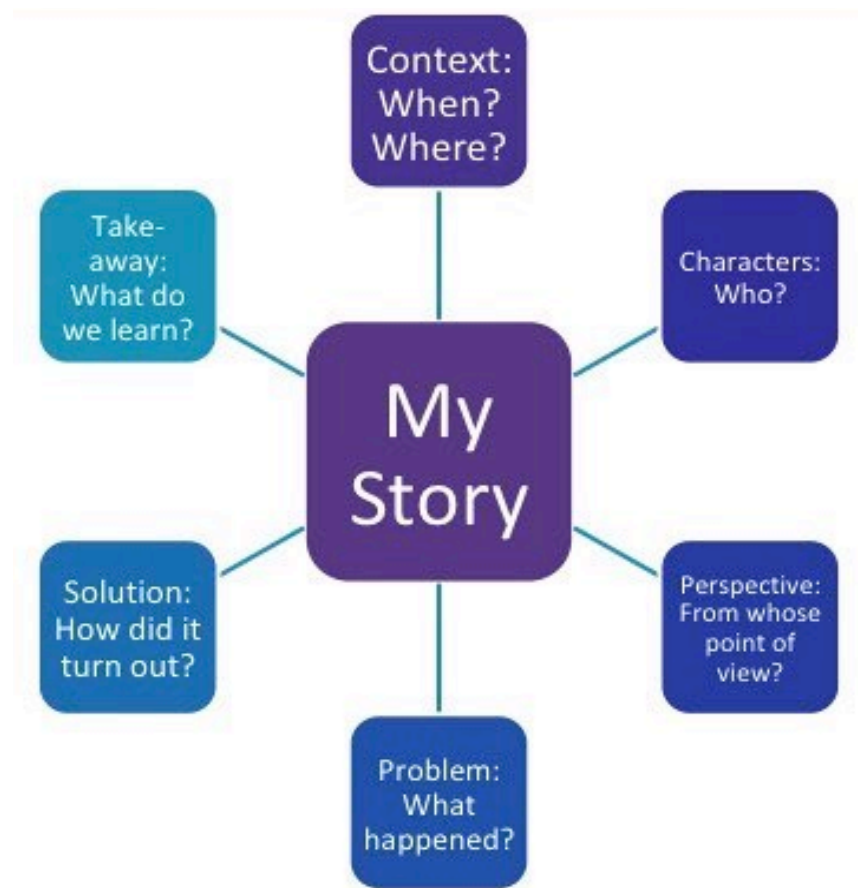 Context:
When?
Where?
Characters:
Who?
Perspective:
From whose
point of
view?
Problem:
What
happened?
Solution:
How did it
turn out?
Take-
away:
What do
we learn?
My
Story